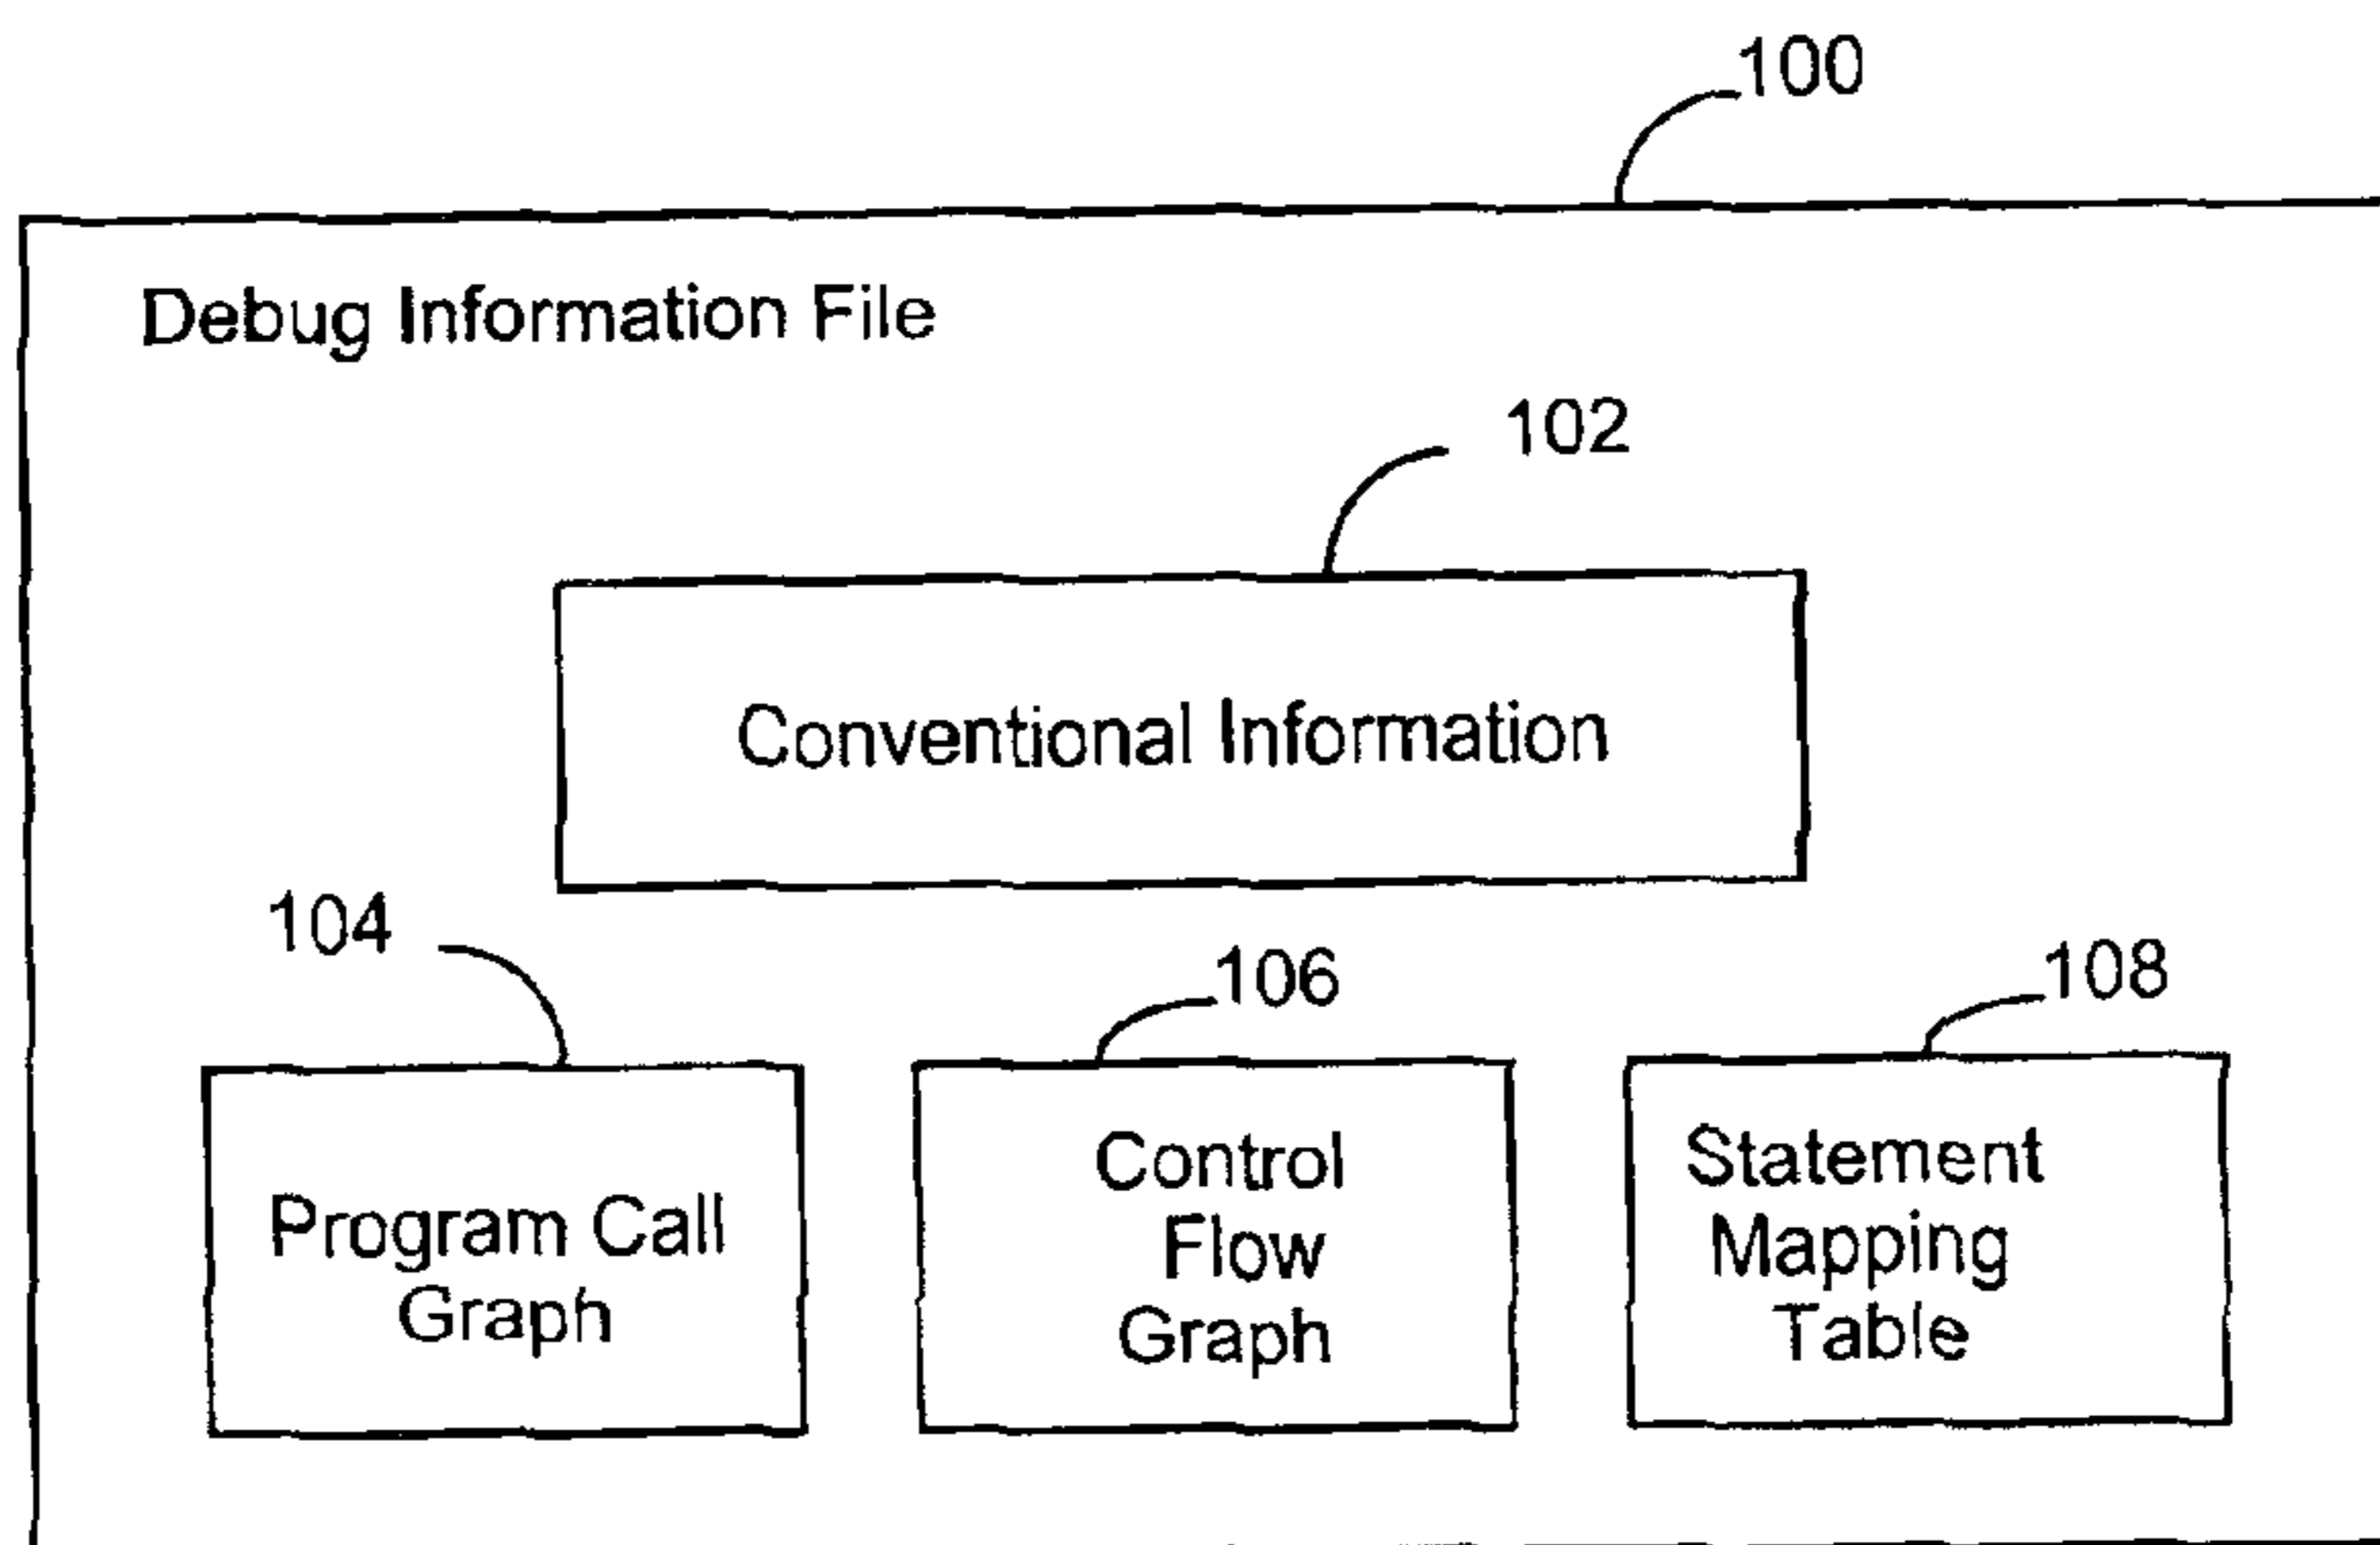 100
Debug Information File
102
Conventional Information
104
106
108
Program Call
Graph
Control
Flow
Graph
Statement
Mapping
Table